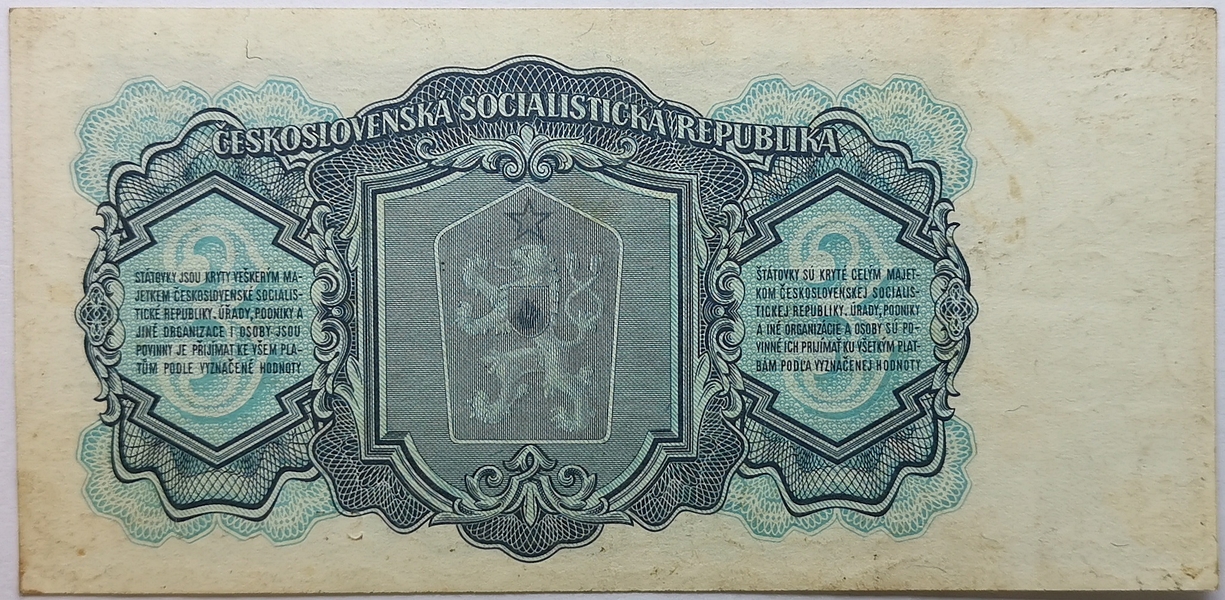 ČESKOSLOVENSKÁ SOCIALISTICKÁ REPUBLIKA
3
STÁTOVKY JSOU KRYTY VEŠKERÝM MA-
JETKEM ČESKOSLOVENSKÉ SOCIALIS-
TICKÉ REPUBLIKY. ÚŘADY, PODNIKY A
JINÉ ORGANIZACE I OSOBY JSOU
POVINNY JE PŘIJÍMAT KE VŠEM PLA-
TŮM PODLE VYZNAČENÉ HODNOTY
3
ŠTÁTOVKY SÚ KRYTÉ CELÝM MAJET-
KOM ČESKOSLOVENSKEJ SOCIALIS-
TICKEJ REPUBLIKY. ÚRADY, PODNIKY
A INÉ ORGANIZÁCIE A OSOBY SÚ PO-
VINNÉ ICH PRIJÍMAŤ KU VŠETKÝM PLAT-
BÁM PODĽA VYZNAČENEJ HODNOTY